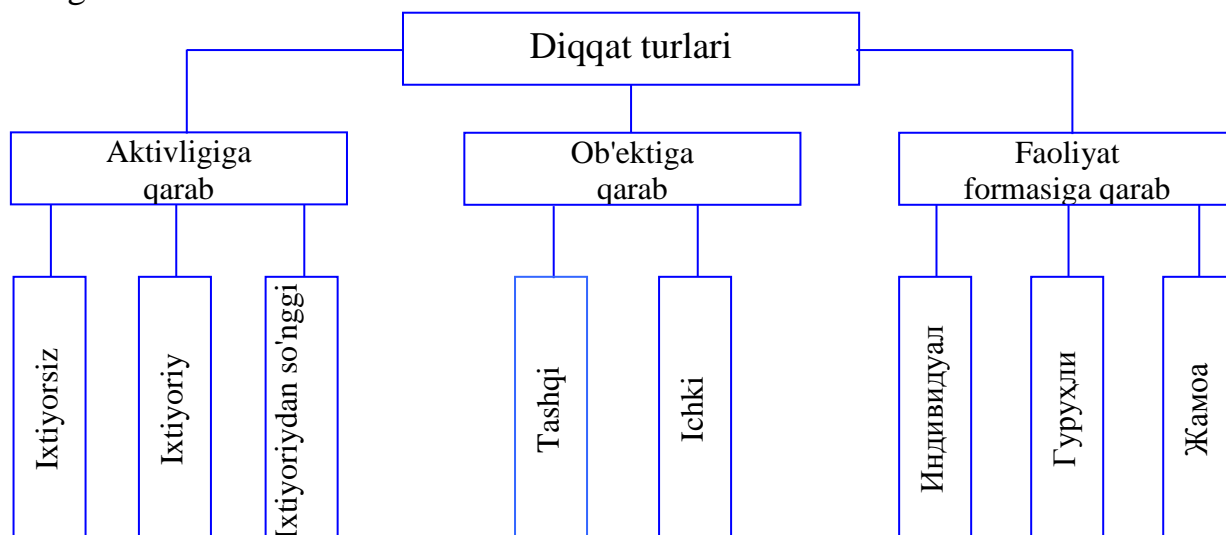 Diqqat turlari
Aktivligiga
qarab
Ob'ektiga
qarab
Faoliyat
formasiga qarab
Ixtiyorsiz
Ixtiyoriy
Ixtiyoriydan so'nggi
Tashqi
Ichki
Индивидуал
Гуруҳли
Жамоа